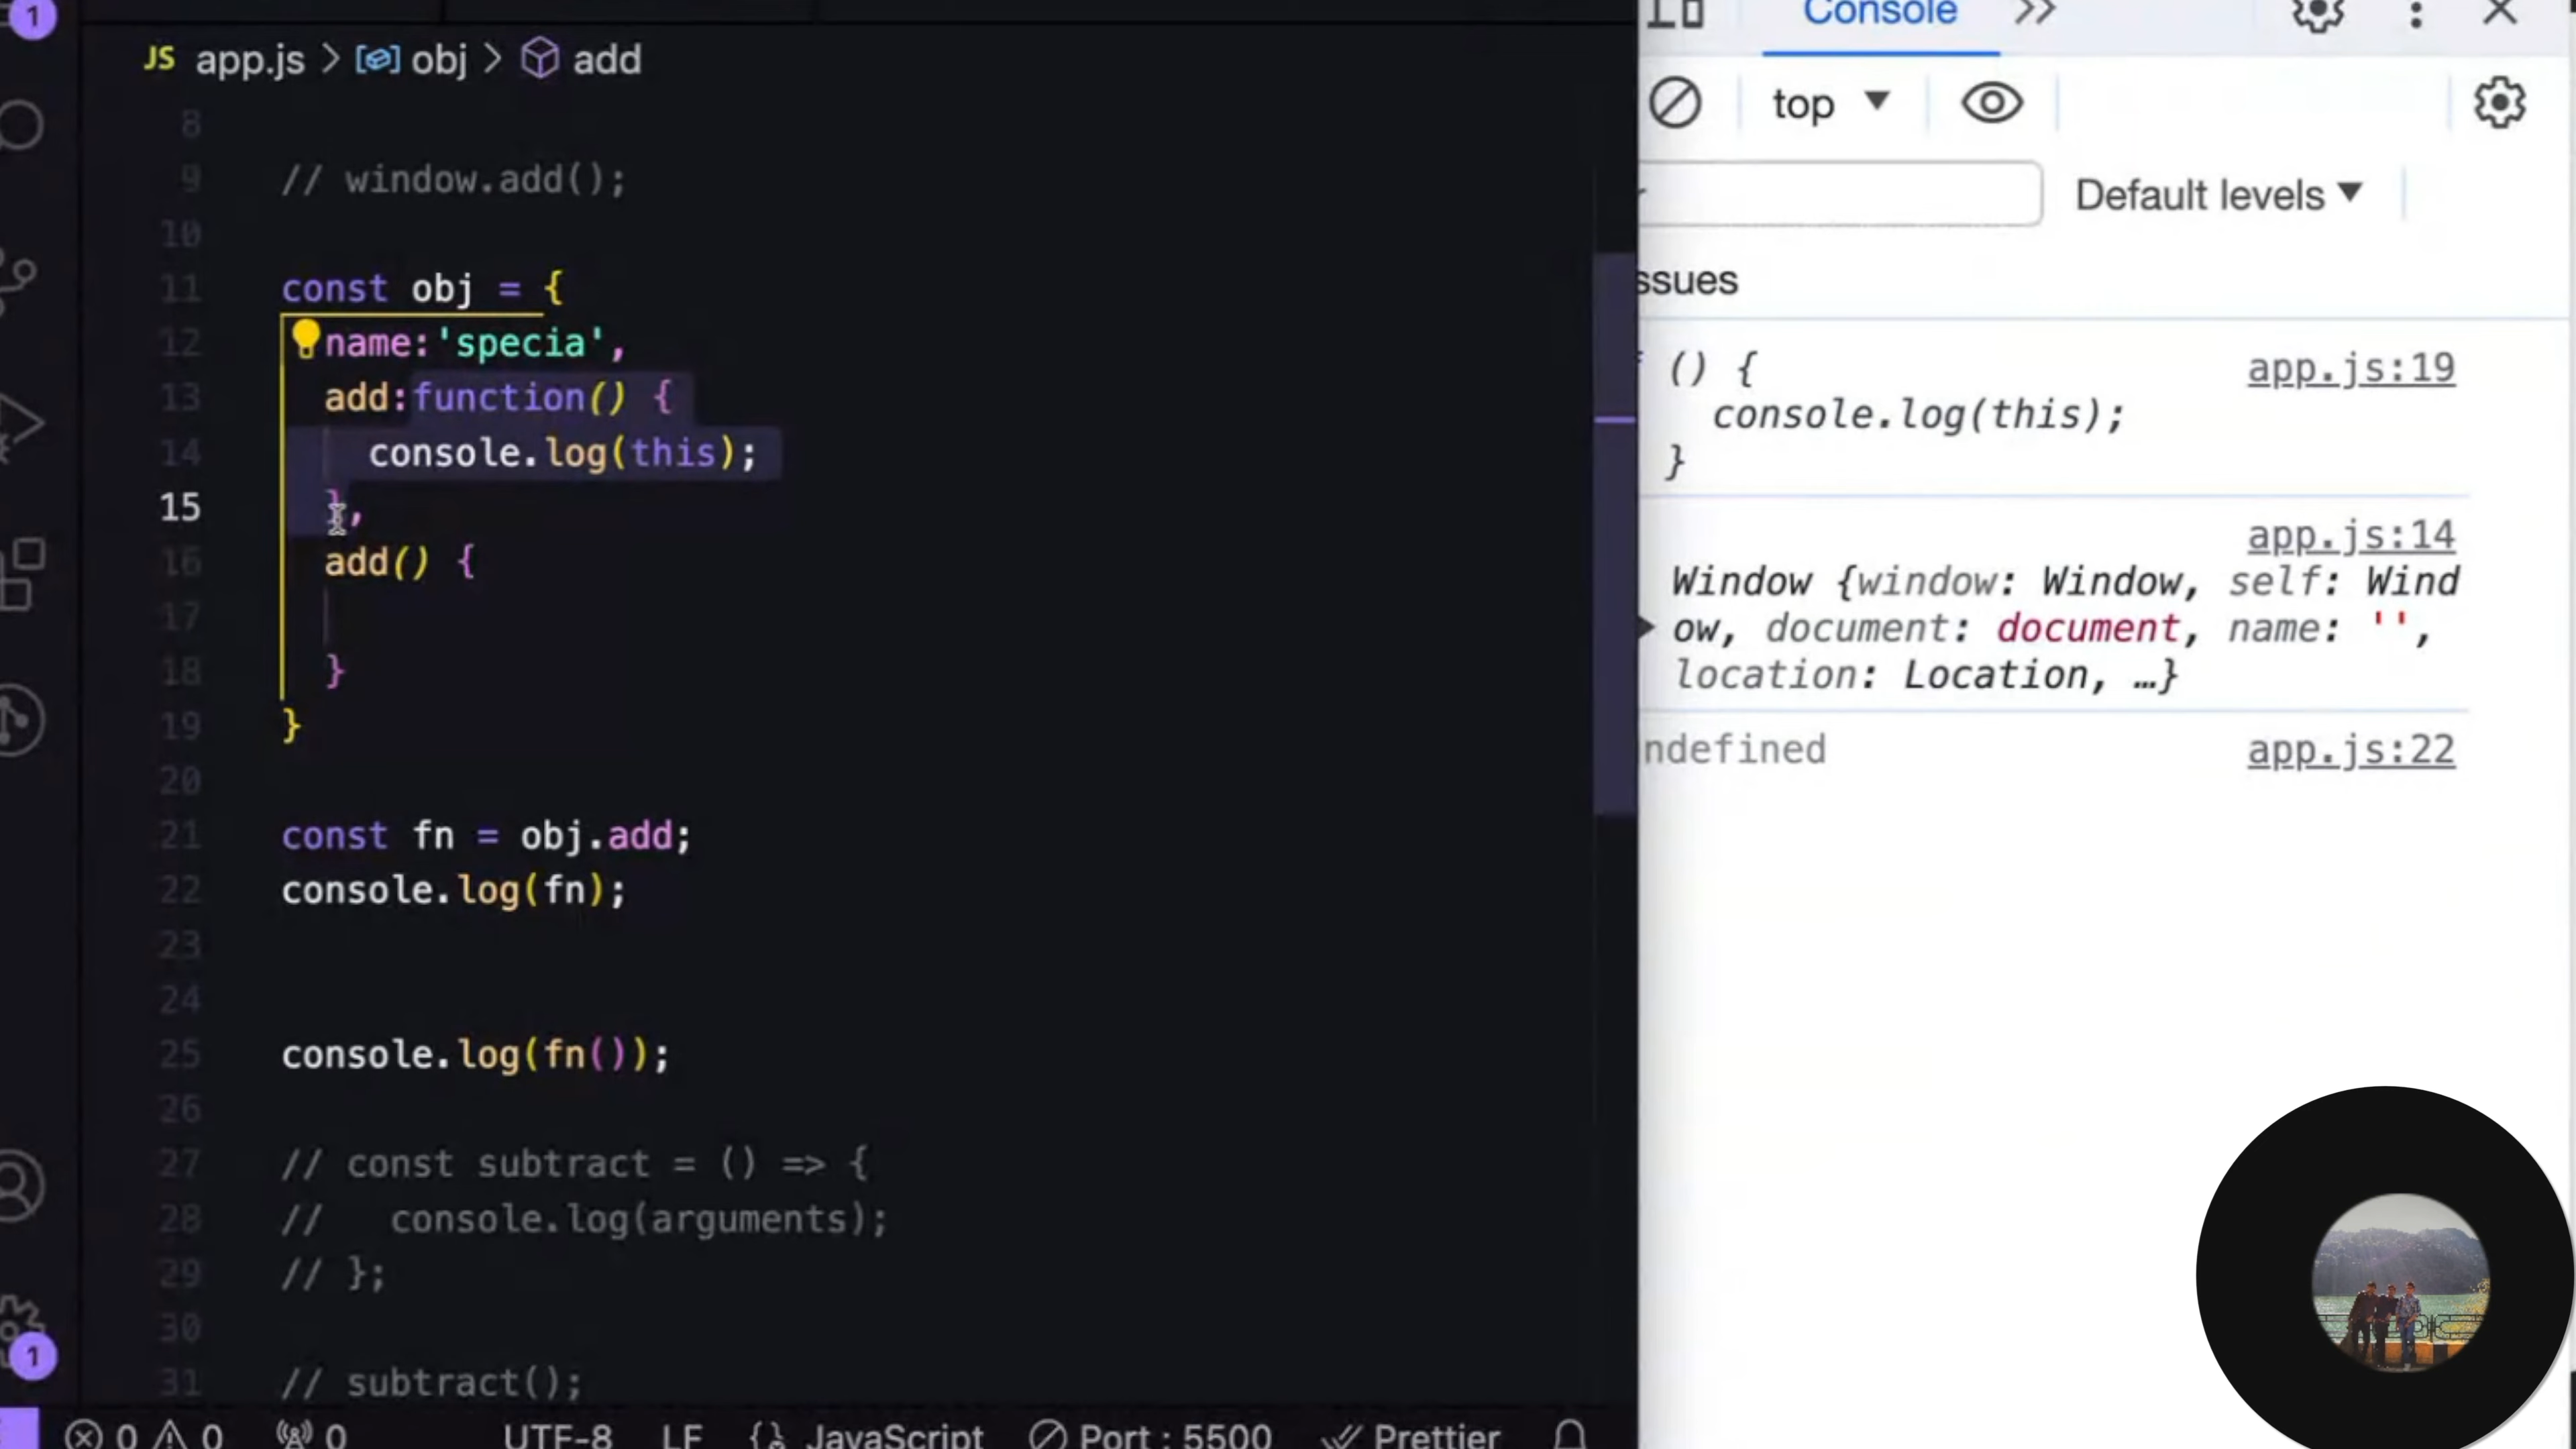 1
JS app.js > obj > add
8
9 // window.add();
10
11 const obj = {
12 name:'specia',
13 add:function() {
14 console.log(this);
15 },
16 add() {
17
18 }
19 }
20
21 const fn = obj.add;
22 console.log(fn);
23
24
25 console.log(fn());
26
27 // const subtract = () => {
28 // console.log(arguments);
29 // };
30
31 // subtract();
1
0 0 0 UTF-8 LF {} JavaScript Port : 5500 Prettier
Console
top
Default levels
ssues
() { app.js:19
console.log(this);
}
app.js:14
Window {window: Window, self: Wind
ow, document: document, name: '',
location: Location, …}
ndefined app.js:22